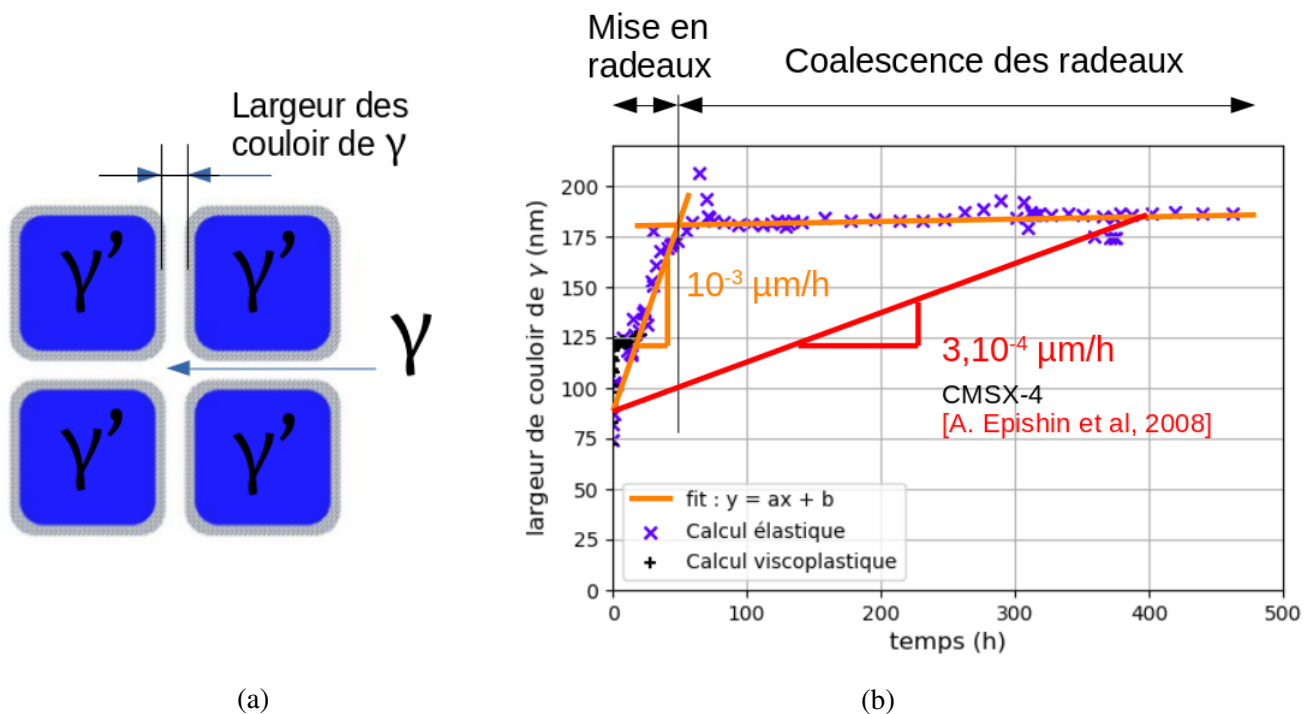 Largeur des
couloir de γ
γ’
γ’
γ
γ’
γ’
(a)
Mise en
radeaux
Coalescence des radeaux
largeur de couloir de γ (nm)
200
175
150
125
100
75
50
25
0
10⁻³ µm/h
3,10⁻⁴ µm/h
CMSX-4
[A. Epishin et al, 2008]
fit : y = ax + b
Calcul élastique
Calcul viscoplastique
0
100
200
300
400
500
temps (h)
(b)